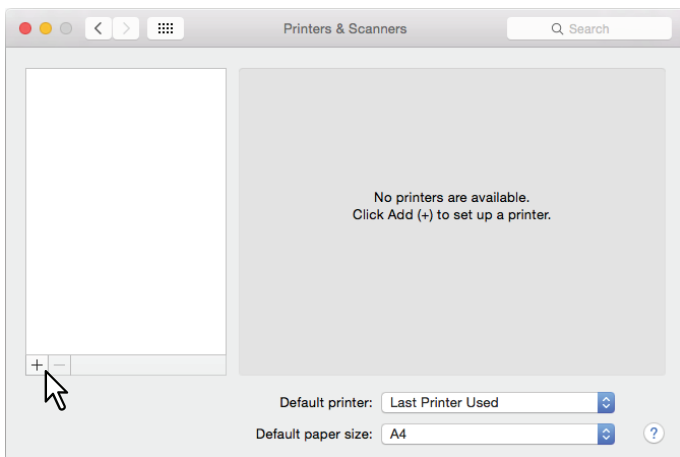 Printers & Scanners
Search
No printers are available.
Click Add (+) to set up a printer.
+ −
Default printer: Last Printer Used
Default paper size: A4
?